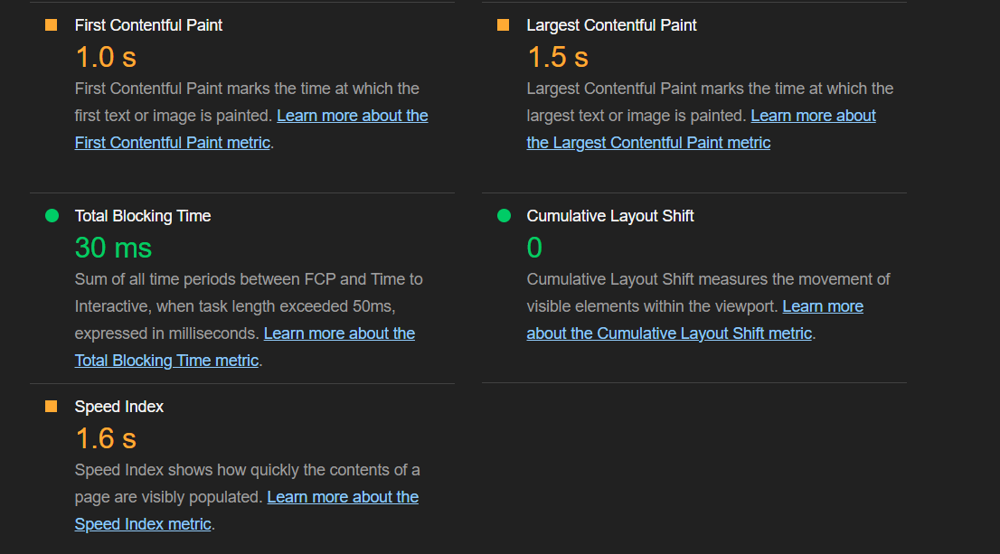 First Contentful Paint
1.0 s
First Contentful Paint marks the time at which the
first text or image is painted. Learn more about the
First Contentful Paint metric.
Largest Contentful Paint
1.5 s
Largest Contentful Paint marks the time at which the
largest text or image is painted. Learn more about
the Largest Contentful Paint metric
Total Blocking Time
30 ms
Sum of all time periods between FCP and Time to
Interactive, when task length exceeded 50ms,
expressed in milliseconds. Learn more about the
Total Blocking Time metric.
Cumulative Layout Shift
0
Cumulative Layout Shift measures the movement of
visible elements within the viewport. Learn more
about the Cumulative Layout Shift metric.
Speed Index
1.6 s
Speed Index shows how quickly the contents of a
page are visibly populated. Learn more about the
Speed Index metric.